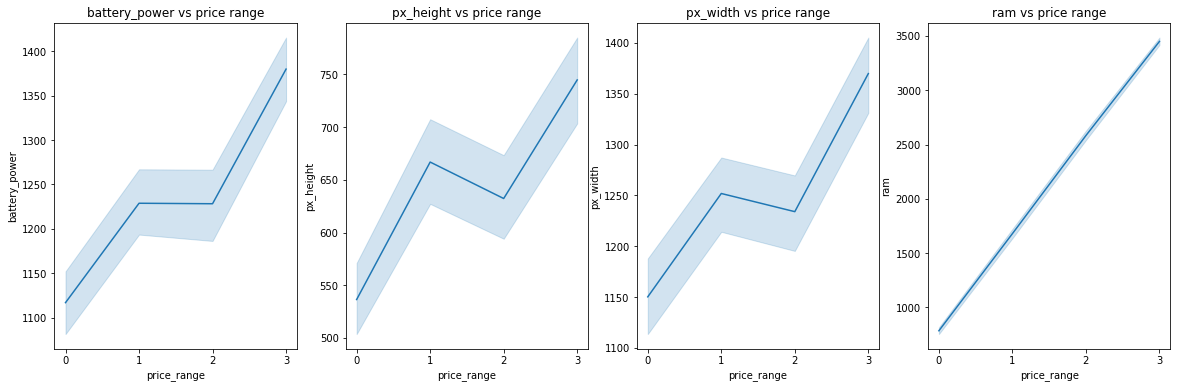 battery_power vs price range
battery_power
1400
1350
1300
1250
1200
1150
1100
0 1 2 3
price_range
px_height vs price range
px_height
750
700
650
600
550
500
0 1 2 3
price_range
px_width vs price range
px_width
1400
1350
1300
1250
1200
1150
1100
0 1 2 3
price_range
ram vs price_range
ram
3500
3000
2500
2000
1500
1000
0 1 2 3
price_range